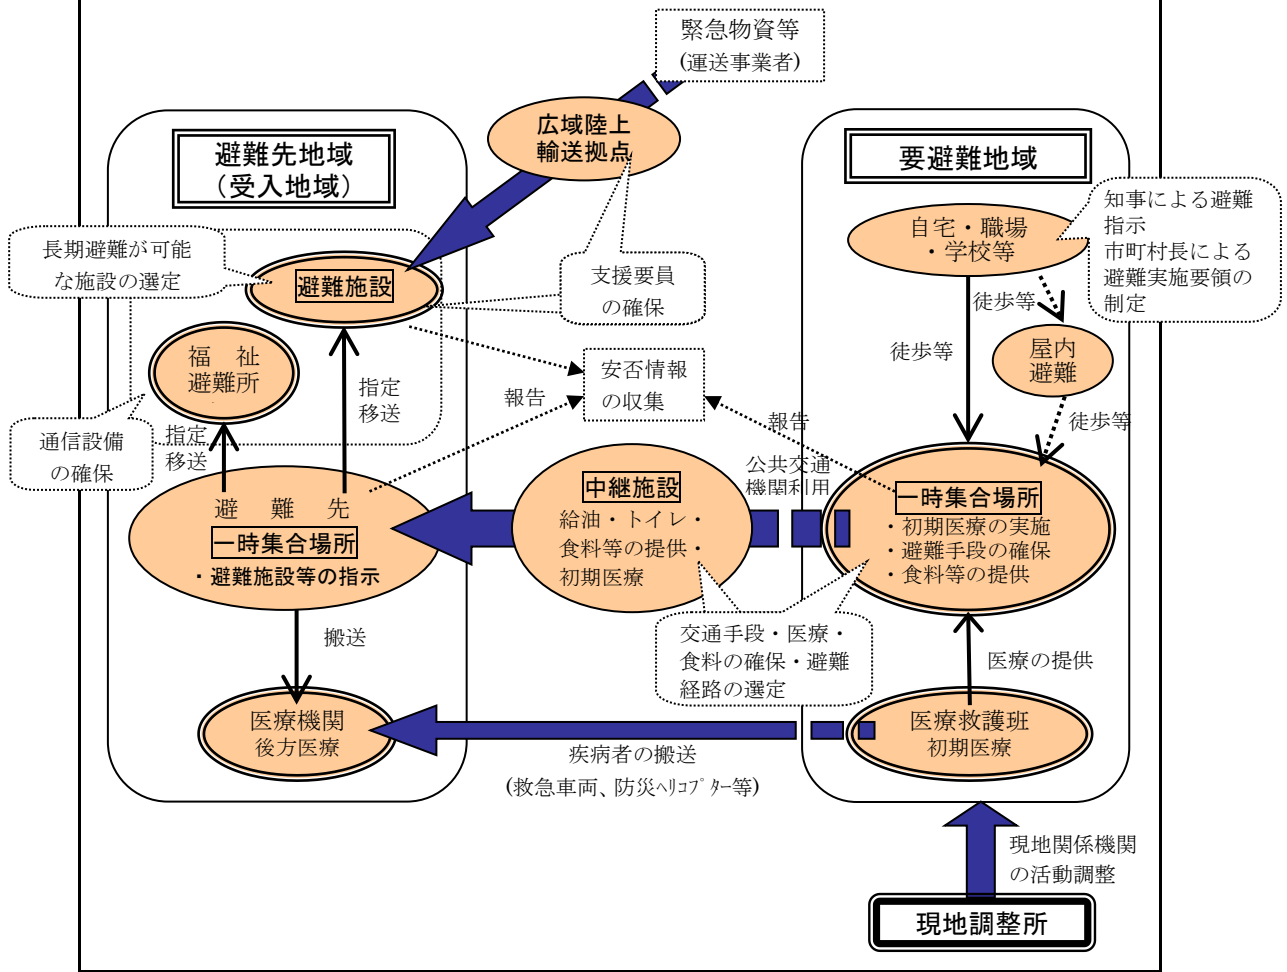 緊急物資等
(運送事業者)
広域陸上
輸送拠点
避難先地域
（受入地域）
要避難地域
知事による避難
指示
市町村長による
避難実施要領の
制定
自宅・職場
・学校等
長期避難が可能
な施設の選定
避難施設
支援要員
の確保
徒歩等
徒歩等
屋内
避難
福　祉
避難所
指定
移送
安否情報
の収集
報告
報告
徒歩等
通信設備
の確保
指定
移送
公共交通
機関利用
中継施設
給油・トイレ・
食料等の提供・
初期医療
一時集合場所
・初期医療の実施
・避難手段の確保
・食料等の提供
避　難　先
一時集合場所
・避難施設等の指示
搬送
交通手段・医療・
食料の確保・避難
経路の選定
医療の提供
医療機関
後方医療
医療救護班
初期医療
疾病者の搬送
(救急車両、防災ﾍﾘｺﾌﾟﾀｰ等)
現地関係機関
の活動調整
現地調整所